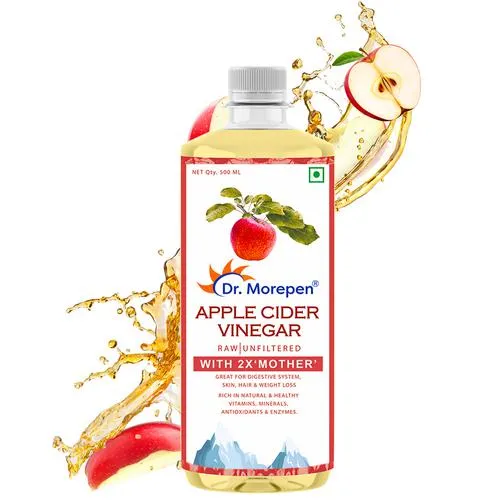 NET Qty. 500 ML
Dr. Morepen®
APPLE CIDER
VINEGAR
RAW|UNFILTERED
WITH 2X 'MOTHER'
GREAT FOR DIGESTIVE SYSTEM,
SKIN, HAIR & WEIGHT LOSS
RICH IN NATURAL & HEALTHY
VITAMINS, MINERALS,
ANTIOXIDANTS & ENZYMES.